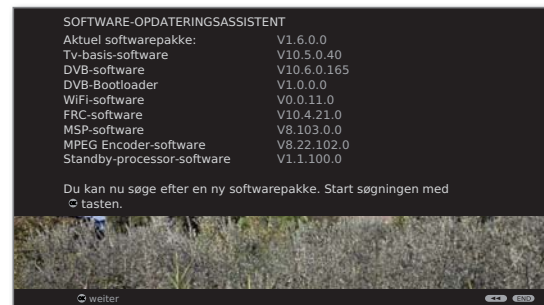 SOFTWARE-OPDATERINGSASSISTENT
Aktuel softwarepakke: V1.6.0.0
Tv-basis-software V10.5.0.40
DVB-software V10.6.0.165
DVB-Bootloader V1.0.0.0
WiFi-software V0.0.11.0
FRC-software V10.4.21.0
MSP-software V8.103.0.0
MPEG Encoder-software V8.22.102.0
Standby-processor-software V1.1.100.0
Du kan nu søge efter en ny softwarepakke. Start søgningen med
OK tasten.
OK weiter END